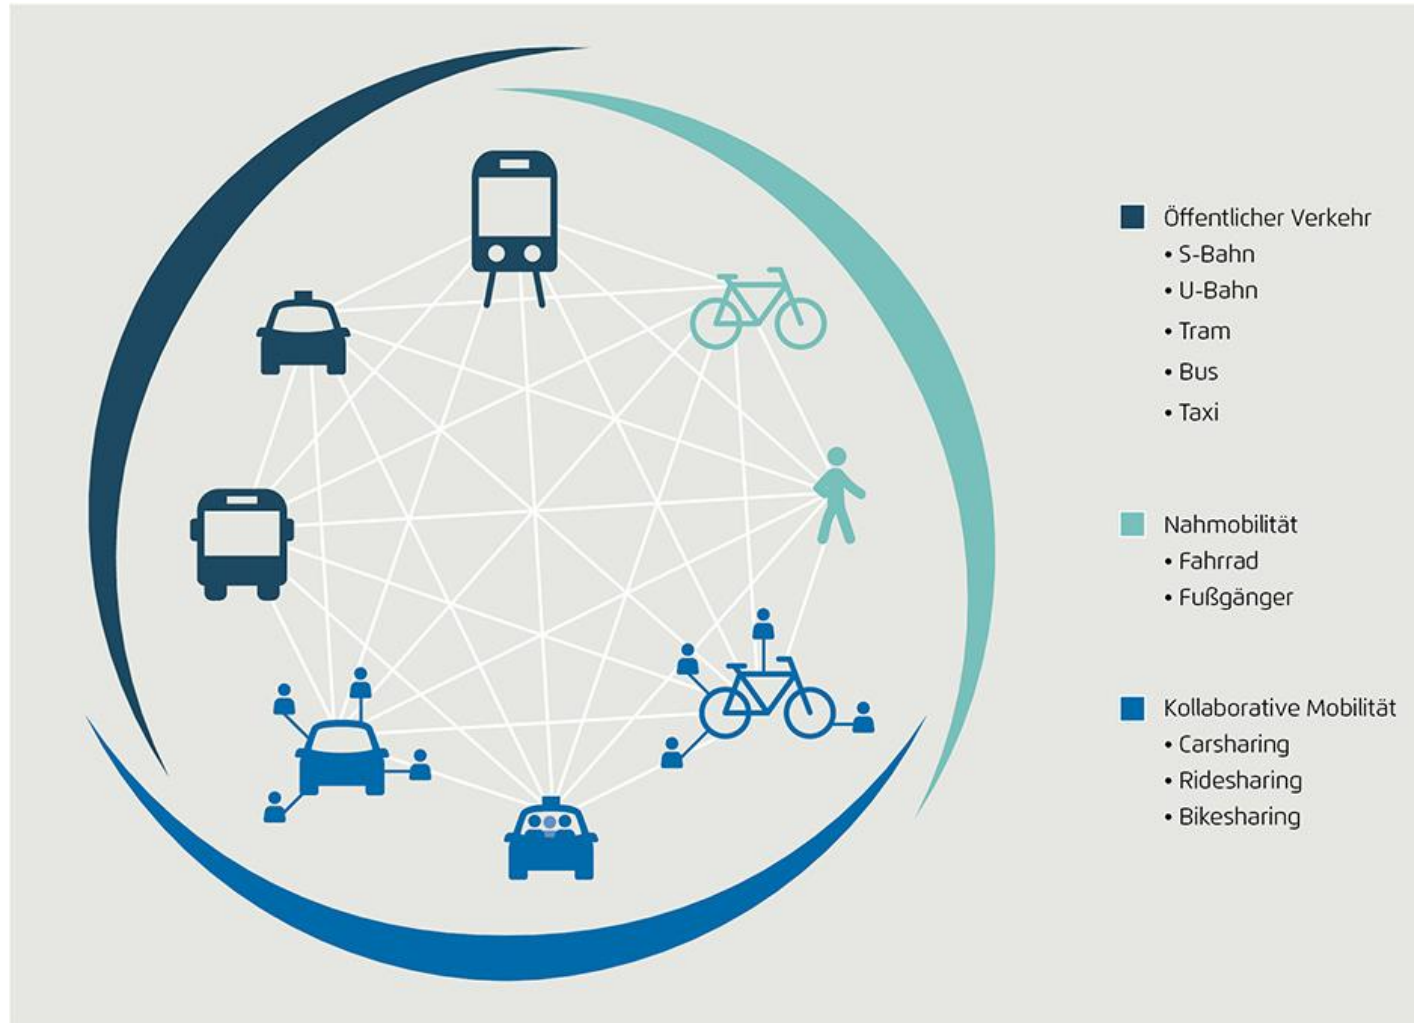 Öffentlicher Verkehr
• S-Bahn
• U-Bahn
• Tram
• Bus
• Taxi
Nahmobilität
• Fahrrad
• Fußgänger
Kollaborative Mobilität
• Carsharing
• Ridesharing
• Bikesharing